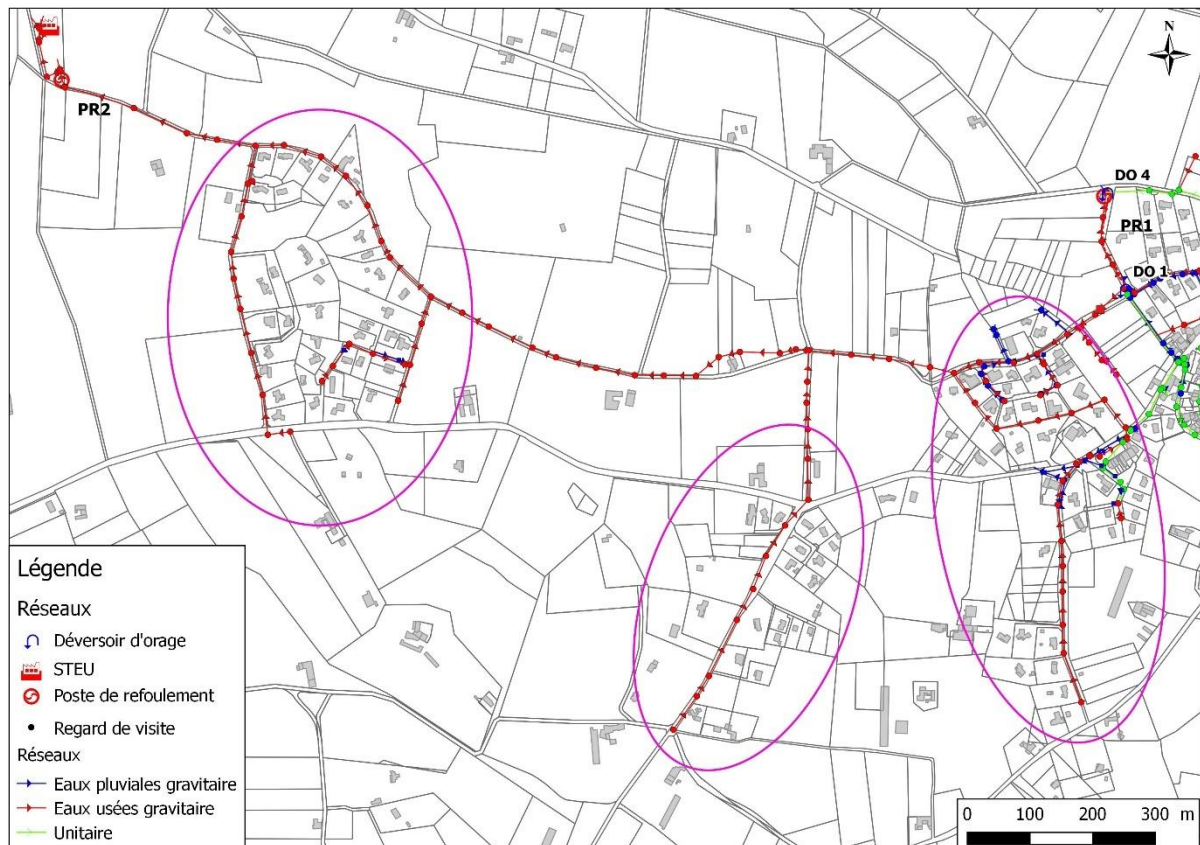 N
PR2
DO 4
PR1
DO 1
Légende
Réseaux
Déversoir d'orage
STEU
Poste de refoulement
Regard de visite
Réseaux
Eaux pluviales gravitaire
Eaux usées gravitaire
Unitaire
0 100 200 300 m